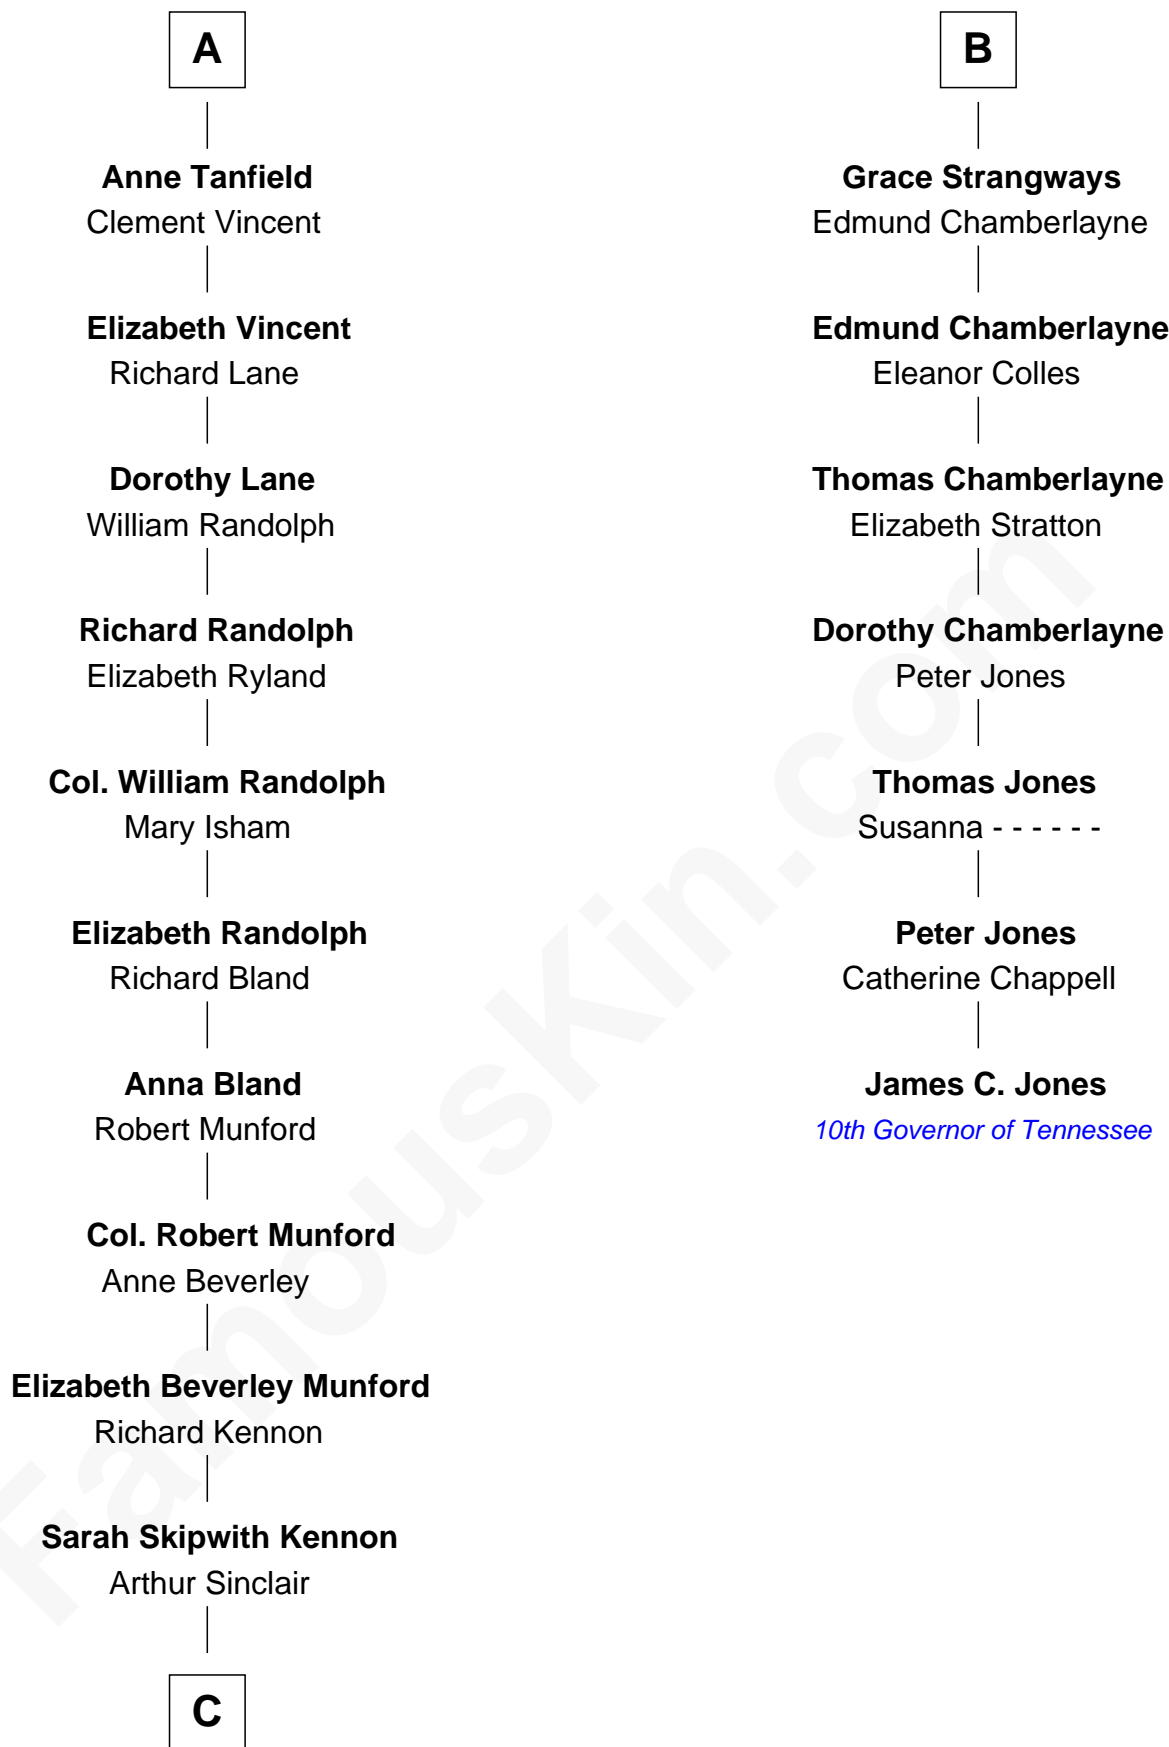 A
Anne Tanfield
Clement Vincent
Elizabeth Vincent
Richard Lane
Dorothy Lane
William Randolph
Richard Randolph
Elizabeth Ryland
Col. William Randolph
Mary Isham
Elizabeth Randolph
Richard Bland
Anna Bland
Robert Munford
Col. Robert Munford
Anne Beverley
Elizabeth Beverley Munford
Richard Kennon
Sarah Skipwith Kennon
Arthur Sinclair
C
B
Grace Strangways
Edmund Chamberlayne
Edmund Chamberlayne
Eleanor Colles
Thomas Chamberlayne
Elizabeth Stratton
Dorothy Chamberlayne
Peter Jones
Thomas Jones
Susanna - - - - - -
Peter Jones
Catherine Chappell
James C. Jones
10th Governor of Tennessee
FamousKin.com